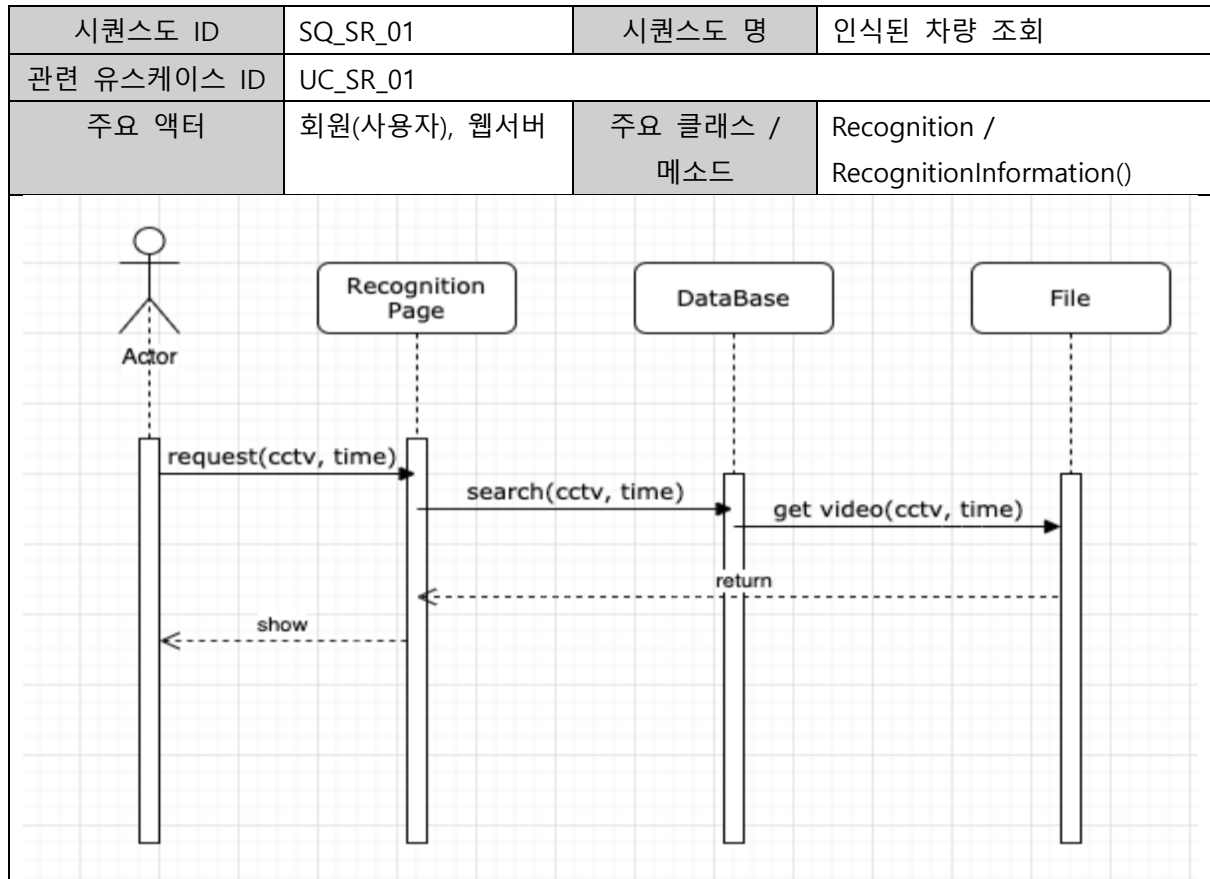 시퀀스도 ID SQ_SR_01 시퀀스도 명 인식된 차량 조회
관련 유스케이스 ID UC_SR_01
주요 액터 회원(사용자), 웹서버 주요 클래스 / Recognition /
메소드 RecognitionInformation()
Recognition
Page
DataBase
File
Actor
request(cctv, time)
search(cctv, time)
get video(cctv, time)
return
show